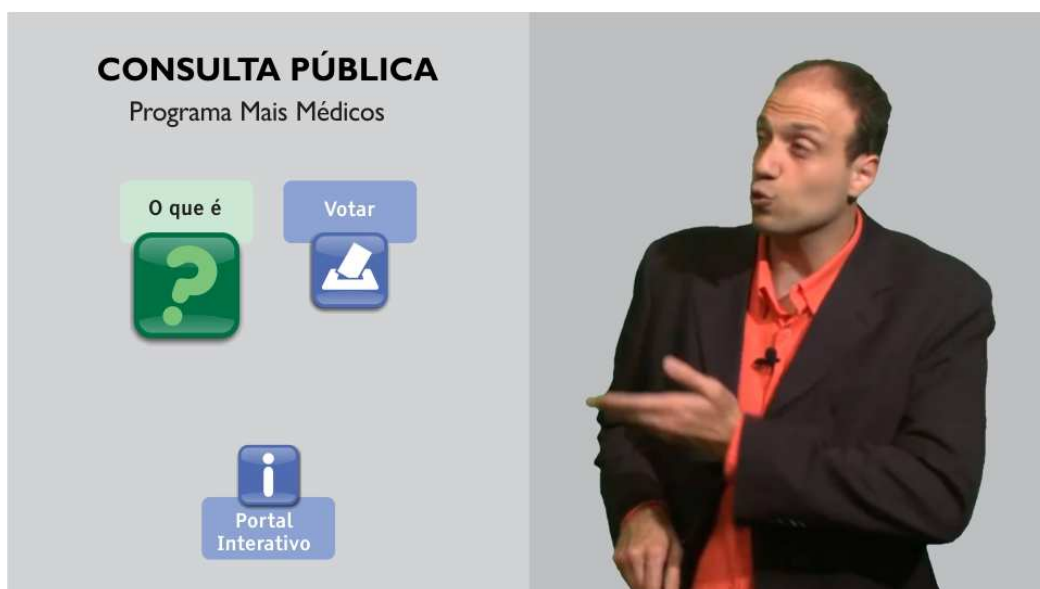 CONSULTA PÚBLICA
Programa Mais Médicos
O que é
Votar
Portal
Interativo